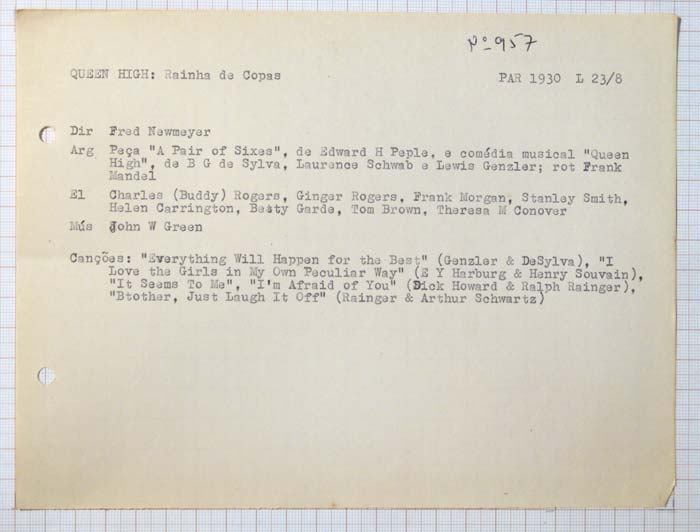 Nº 957
QUEEN HIGH: Rainha de Copas PAR 1930 L 23/8
Dir Fred Newmeyer
Arg Peça "A Pair of Sixes", de Edward H Peple, e comédia musical "Queen
High", de B G de Sylva, Laurence Schwab e Lewis Genzler; rot Frank
Mandel
El Charles (Buddy) Rogers, Ginger Rogers, Frank Morgan, Stanley Smith,
Helen Carrington, Betty Garde, Tom Brown, Theresa M Conover
Mús John W Green
Canções: "Everything Will Happen for the Best" (Genzler & DeSylva), "I
Love the Girls in My Own Peculiar Way" (E Y Harburg & Henry Souvain),
"It Seems To Me", "I'm Afraid of You" (Dick Howard & Ralph Rainger),
"Btother, Just Laugh It Off" (Rainger & Arthur Schwartz)